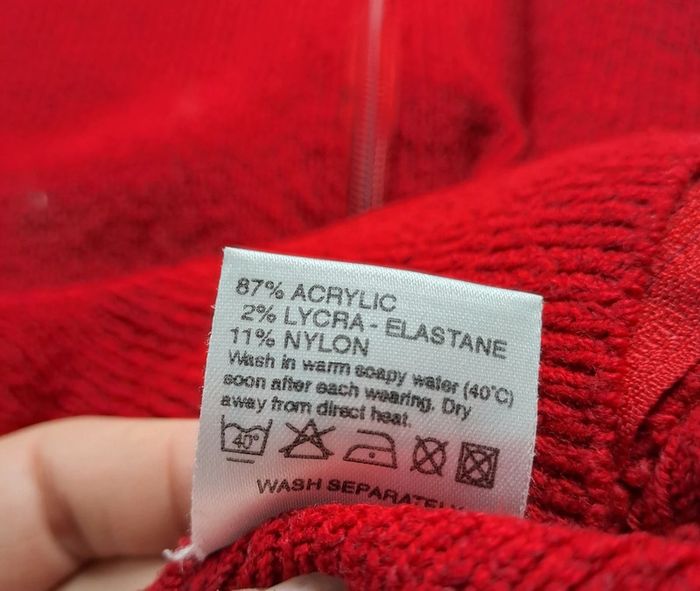 87% ACRYLIC
2% LYCRA - ELASTANE
11% NYLON
Wash in warm soapy water (40°C)
soon after each wearing. Dry
away from direct heat.
40°
WASH SEPARATELY